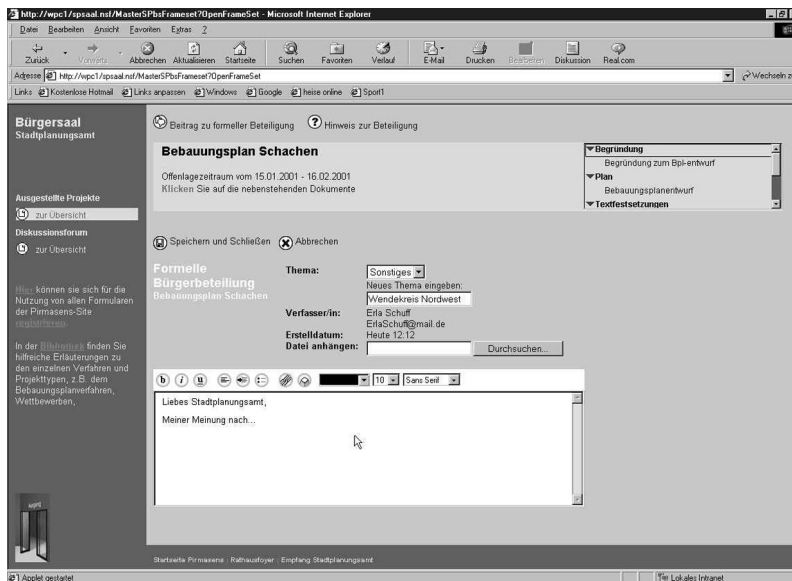 http://wpc1/spsaal.nsf/MasterSPbsFrameset?OpenFrameSet - Microsoft Internet Explorer
Datei Bearbeiten Ansicht Favoriten Extras ?
Zurück Vorwärts Abbrechen Aktualisieren Startseite Suchen Favoriten Verlauf E-Mail Drucken Bearbeiten Diskussion Real.com
Adresse http://wpc1/spsaal.nsf/MasterSPbsFrameset?OpenFrameSet Wechseln z
Links Kostenlose Hotmail Links anpassen Windows Google heise online Sport1
Bürgersaal
Stadtplanungsamt
Beitrag zu formeller Beteiligung ? Hinweis zur Beteiligung
Bebauungsplan Schachen
Offenlagezeitraum vom 15.01.2001 - 16.02.2001
Klicken Sie auf die nebenstehenden Dokumente
Begründung
Begründung zum Bpl-entwurf
Plan
Bebauungsplanentwurf
Textfestsetzungen
Ausgestellte Projekte
zur Übersicht
Diskussionsforum
zur Übersicht
Hier können sie sich für die
Nutzung von allen Formularen
der Pirmasens-Site
registrieren.
In der Bibliothek finden Sie
hilfreiche Erläuterungen zu
den einzelnen Verfahren und
Projekttypen, z.B. dem
Bebauungsplanverfahren,
Wettbewerben,
Speichern und Schließen Abbrechen
Formelle
Bürgerbeteilung
Bebauungsplan Schachen
Thema: Sonstiges
Neues Thema eingeben:
Wendekreis Nordwest
Verfasser/in: Erla Schuff
ErlaSchuff@mail.de
Erstelldatum: Heute 12:12
Datei anhängen: Durchsuchen...
b i u 10 Sans Serif
Liebes Stadtplanungsamt,
Meiner Meinung nach...
Startseite Pirmasens | Rathausfoyer | Empfang Stadtplanungsamt
Applet gestartet Lokales Intranet